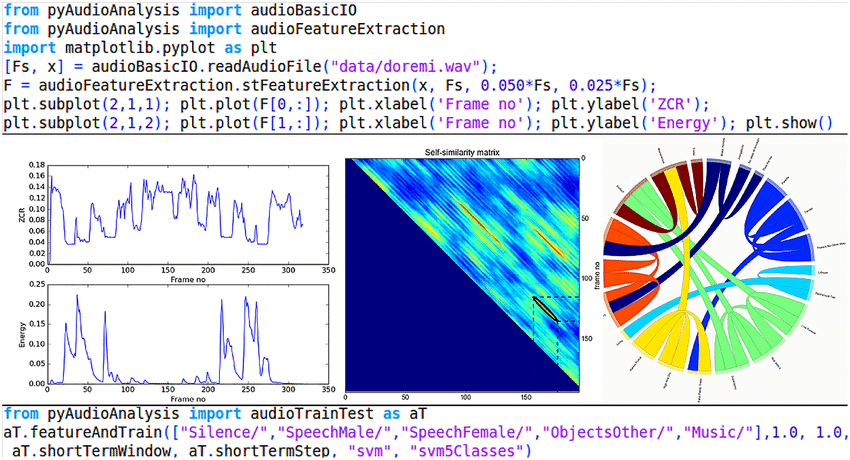 from pyAudioAnalysis import audioBasicIO
from pyAudioAnalysis import audioFeatureExtraction
import matplotlib.pyplot as plt
[Fs, x] = audioBasicIO.readAudioFile("data/doremi.wav");
F = audioFeatureExtraction.stFeatureExtraction(x, Fs, 0.050*Fs, 0.025*Fs);
plt.subplot(2,1,1); plt.plot(F[0,:]); plt.xlabel('Frame no'); plt.ylabel('ZCR');
plt.subplot(2,1,2); plt.plot(F[1,:]); plt.xlabel('Frame no'); plt.ylabel('Energy'); plt.show()
0.18
0.16
0.14
0.12
0.10
0.08
0.06
0.04
0.02
0.00
ZCR
0 50 100 150 200 250 300 350
Frame no
0.25
0.20
0.15
0.10
0.05
0.00
Energy
0 50 100 150 200 250 300 350
Frame no
Self-similarity matrix
0
50
100
150
frame no
from pyAudioAnalysis import audioTrainTest as aT
aT.featureAndTrain(["Silence/","SpeechMale/","SpeechFemale/","ObjectsOther/","Music/"],1.0, 1.0,
aT.shortTermWindow, aT.shortTermStep, "svm", "svm5Classes")